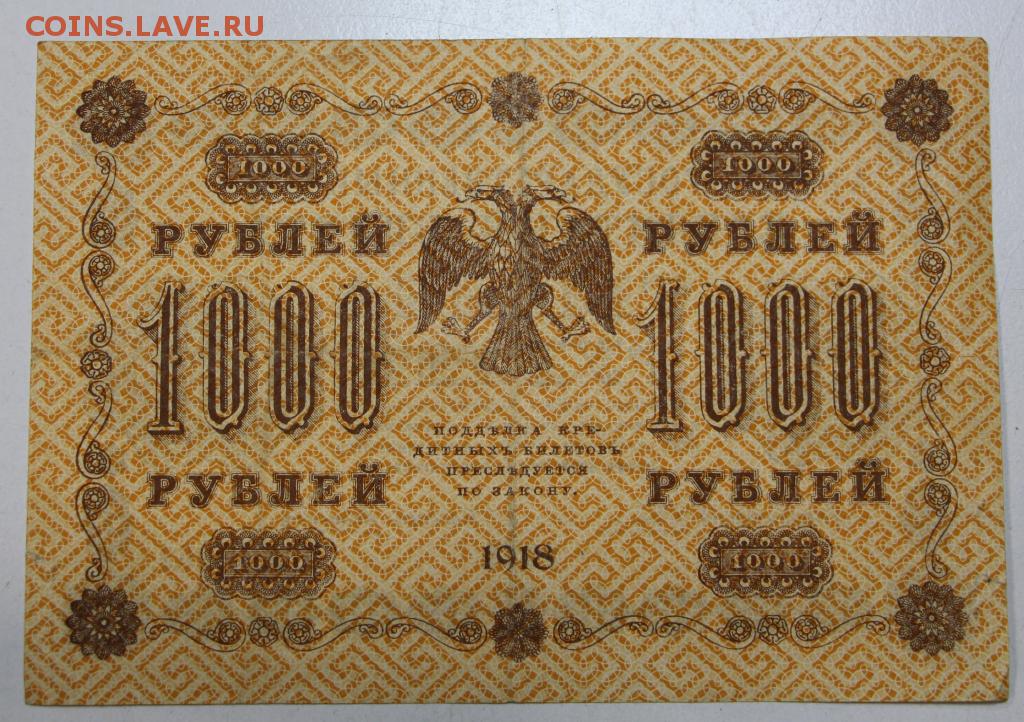 COINS.LAVE.RU
1000 1000
РУБЛЕЙ РУБЛЕЙ
1000 1000
ПОДДѢЛКА КРЕ-
ДИТНЫХЪ БИЛЕТОВЪ
ПРЕСЛѢДУЕТСЯ
ПО ЗАКОНУ.
РУБЛЕЙ РУБЛЕЙ
1918
1000 1000